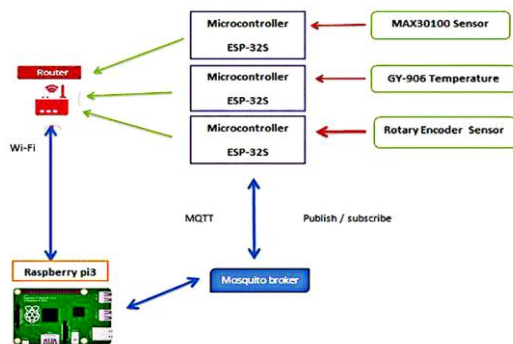 Microcontroller
ESP-32S
MAX30100 Sensor
Router
Microcontroller
ESP-32S
GY-906 Temperature
Microcontroller
ESP-32S
Rotary Encoder Sensor
Wi-Fi
MQTT
Publish / subscribe
Raspberry pi3
Mosquito broker